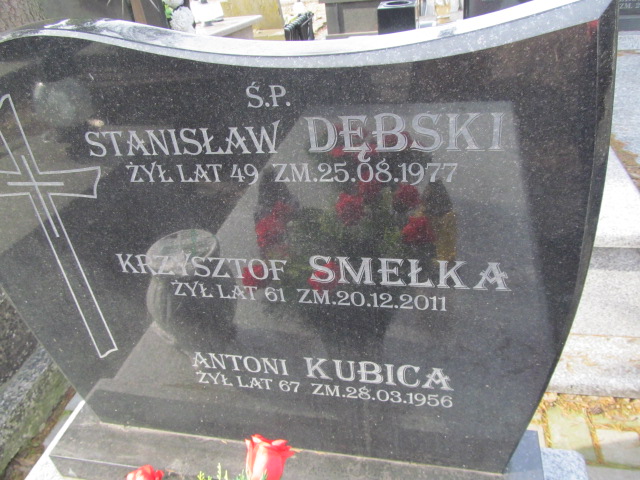 Ś.P.
STANISŁAW DĘBSKI
ŻYŁ LAT 49 ZM.25.08.1977
KRZYSZTOF SMEŁKA
ŻYŁ LAT 61 ZM.20.12.2011
ANTONI KUBICA
ŻYŁ LAT 67 ZM.28.03.1956